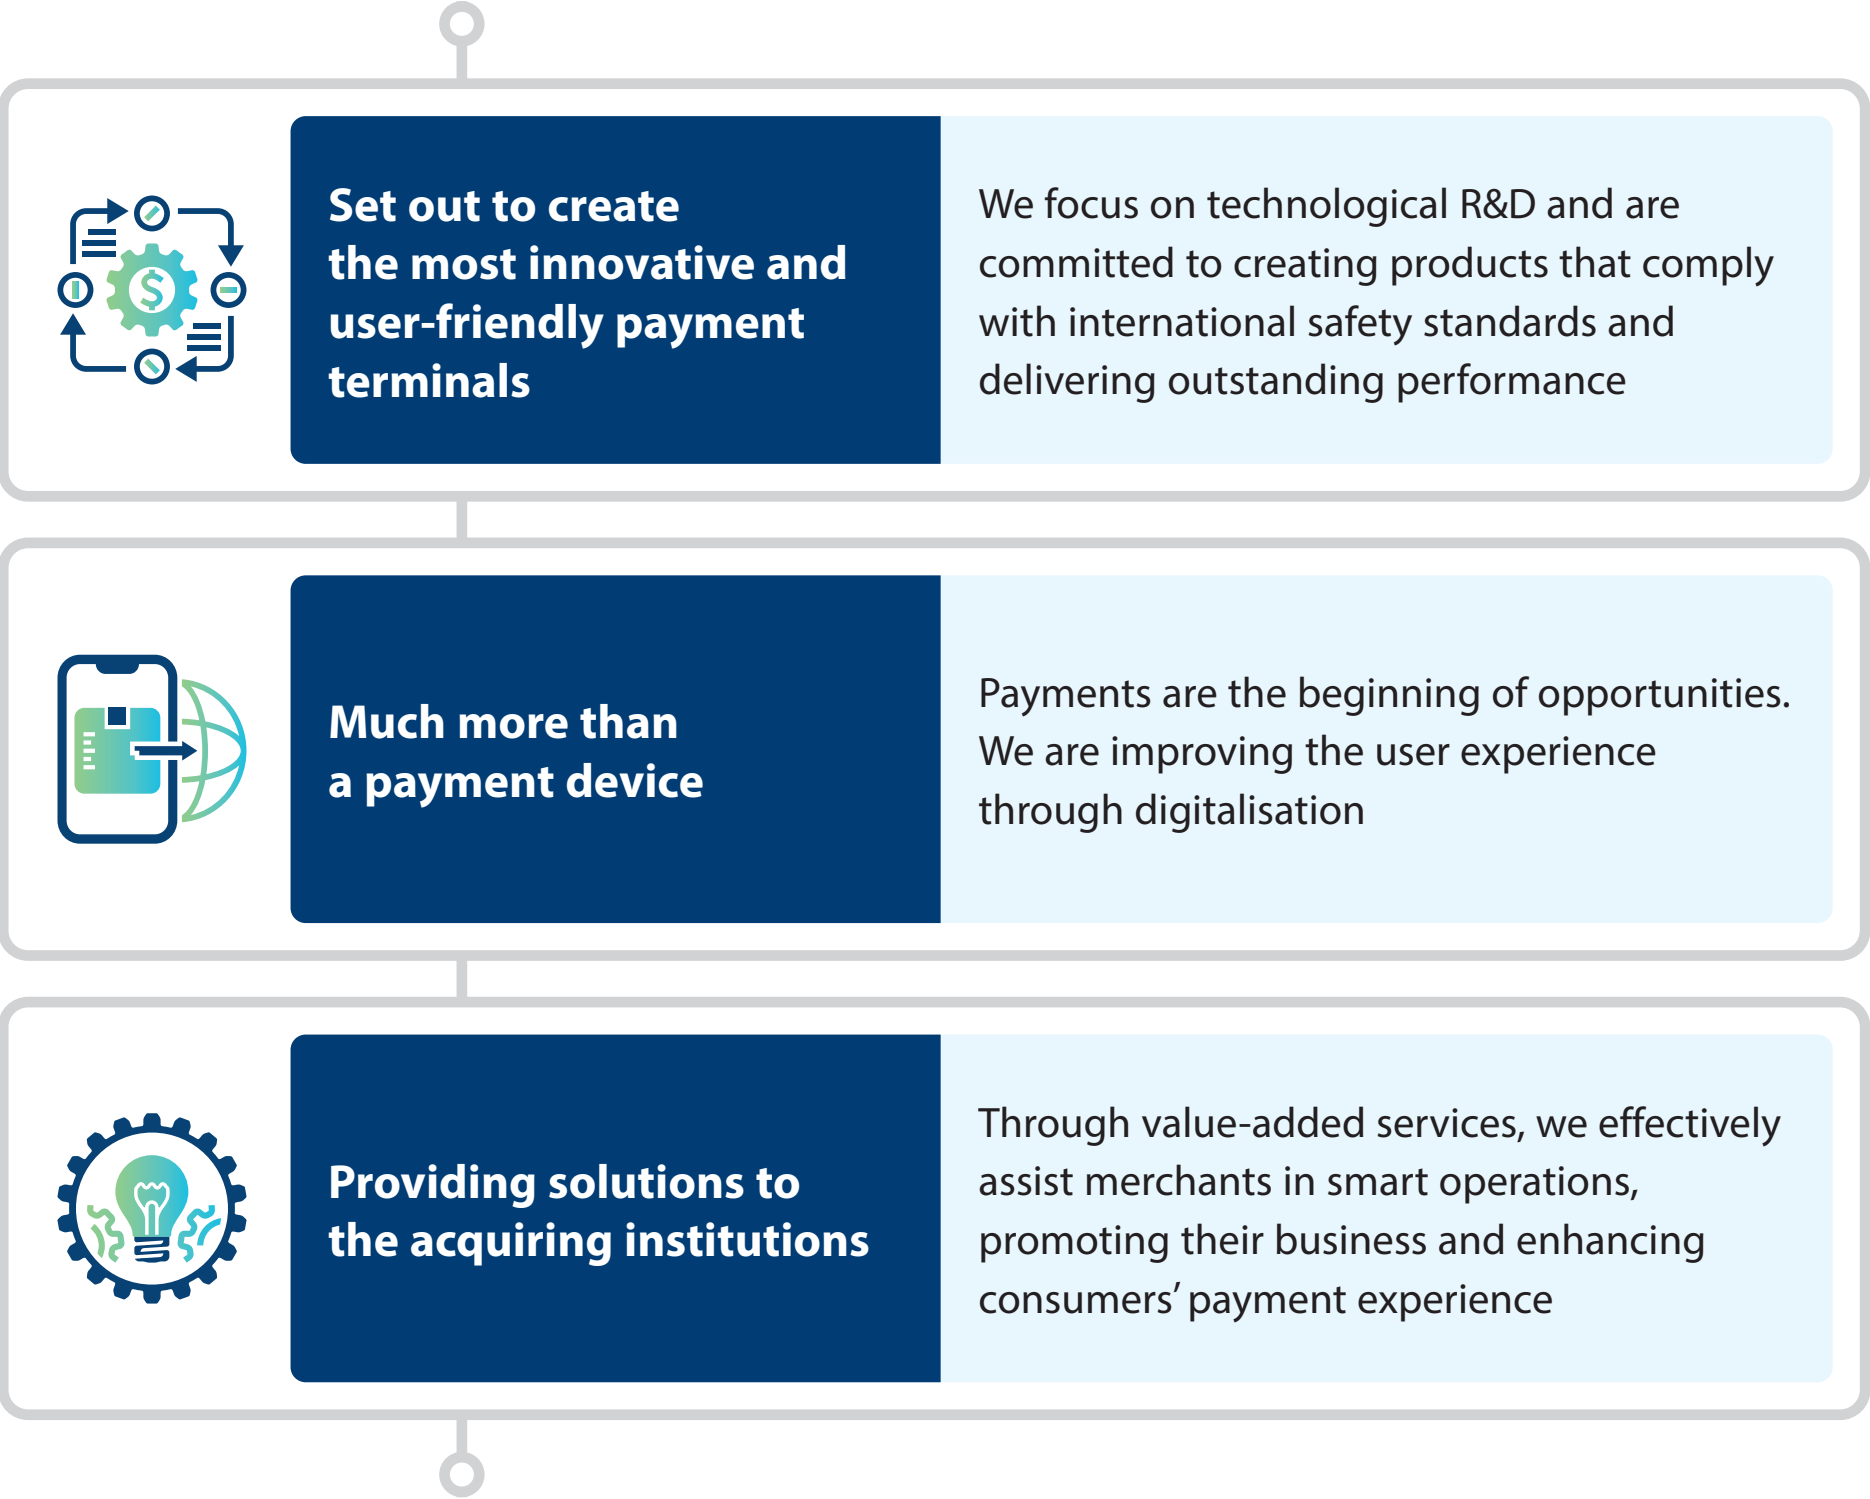 Set out to create
the most innovative and
user-friendly payment
terminals
We focus on technological R&D and are
committed to creating products that comply
with international safety standards and
delivering outstanding performance
Much more than
a payment device
Payments are the beginning of opportunities.
We are improving the user experience
through digitalisation
Providing solutions to
the acquiring institutions
Through value-added services, we effectively
assist merchants in smart operations,
promoting their business and enhancing
consumers’ payment experience